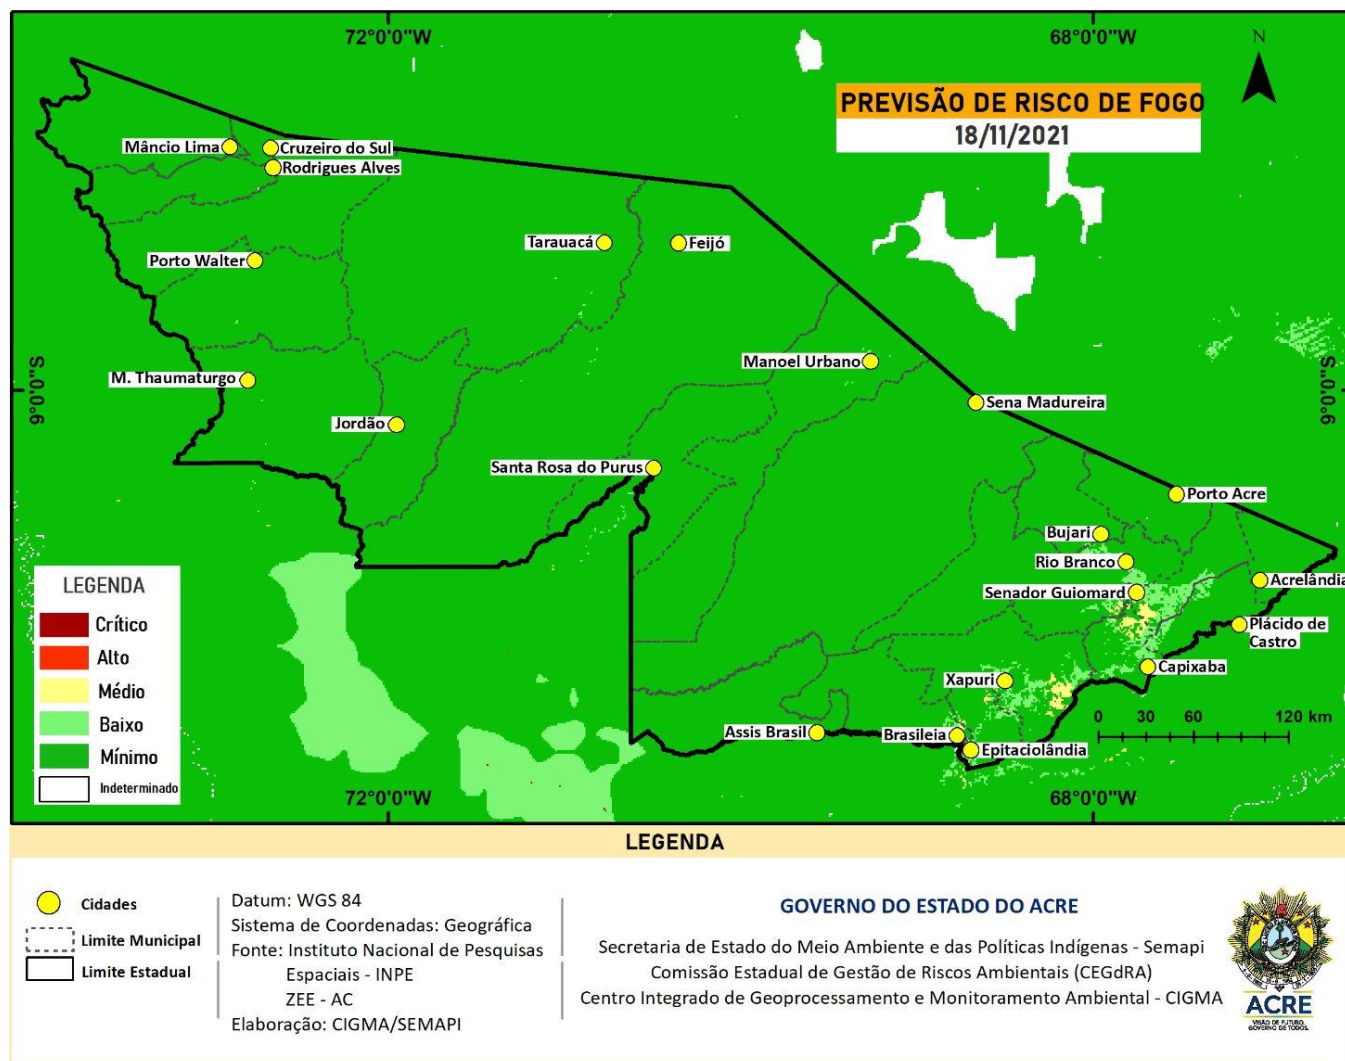 72°0'0"W
68°0'0"W
N
PREVISÃO DE RISCO DE FOGO
18/11/2021
Mâncio Lima
Cruzeiro do Sul
Rodrigues Alves
Tarauacá
Feijó
Porto Walter
Manoel Urbano
M. Thaumaturgo
9°0'0"S
9°0'0"S
Sena Madureira
Jordão
Santa Rosa do Purus
Porto Acre
Bujari
Rio Branco
Senador Guiomard
Acrelândia
Plácido de
Castro
Capixaba
Xapuri
Assis Brasil
Brasileia
Epitaciolândia
0 30 60 120 km
LEGENDA
Crítico
Alto
Médio
Baixo
Mínimo
Indeterminado
72°0'0"W
68°0'0"W
LEGENDA
Cidades
Limite Municipal
Limite Estadual
Datum: WGS 84
Sistema de Coordenadas: Geográfica
Fonte: Instituto Nacional de Pesquisas
Espaciais - INPE
ZEE - AC
Elaboração: CIGMA/SEMAPI
GOVERNO DO ESTADO DO ACRE
Secretaria de Estado do Meio Ambiente e das Políticas Indígenas - Semapi
Comissão Estadual de Gestão de Riscos Ambientais (CEGdRA)
Centro Integrado de Geoprocessamento e Monitoramento Ambiental - CIGMA
ACRE
VISÃO DE FUTURO,
GOVERNO DE TODOS.